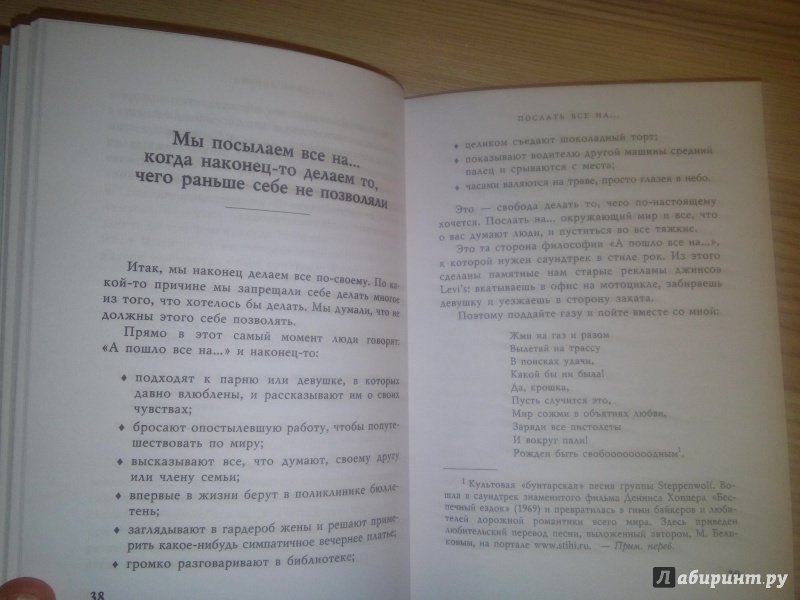 Мы посылаем все на...
когда наконец-то делаем то,
чего раньше себе не позволяли
Итак, мы наконец делаем все по-своему. По ка-
кой-то причине мы запрещали себе делать многое
из того, что хотелось бы делать. Мы думали, что не
должны этого себе позволять.
Прямо в этот самый момент люди говорят:
«А пошло все на...» и наконец-то:
♦ подходят к парню или девушке, в которых
давно влюблены, и рассказывают им о своих
чувствах;
♦ бросают опостылевшую работу, чтобы попуте-
шествовать по миру;
♦ высказывают все, что думают, своему другу
или члену семьи;
♦ впервые в жизни берут в поликлинике бюлле-
тень;
♦ заглядывают в гардероб жены и решают приме-
рить какое-нибудь симпатичное вечернее платье;
♦ громко разговаривают в библиотеке;
38
ПОСЛАТЬ ВСЕ НА...
♦ целиком съедают шоколадный торт;
♦ показывают водителю другой машины средний
палец и срываются с места;
♦ часами валяются на траве, просто глазея в небо.
Это — свобода делать то, чего по-настоящему
хочется. Послать на... окружающий мир и все, что
о вас думают люди, и пуститься во все тяжкие.
Это та сторона философии «А пошло все на...»,
к которой нужен саундтрек в стиле рок. Из этого
сделаны памятные нам старые рекламы джинсов
Levi's: вкатываешь в офис на мотоцикле, забираешь
девушку и уезжаешь в сторону заката.
Поэтому поддайте газу и пойте вместе со мной:
Жми на газ и разом
Вылетай на трассу
В поисках удачи,
Какой бы ни была!
Да, крошка,
Пусть случится это,
Мир сожми в объятиях любви,
Заряди все пистолеты
И вокруг пали!
Рожден быть свобоооооооодным¹.
¹ Культовая "бунтарская" песня группы Steppenwolf. Во-
шла в саундтрек знаменитого фильма Денниса Хоппера «Бес-
печный ездок» (1969) и превратилась в гимн байкеров и люби-
телей дорожной романтики всего мира. Здесь приведен
любительский перевод песни, выложенный автором, М. Бели-
ковым, на портале www.stihi.ru. — Прим. перев.
39
Лабиринт.ру